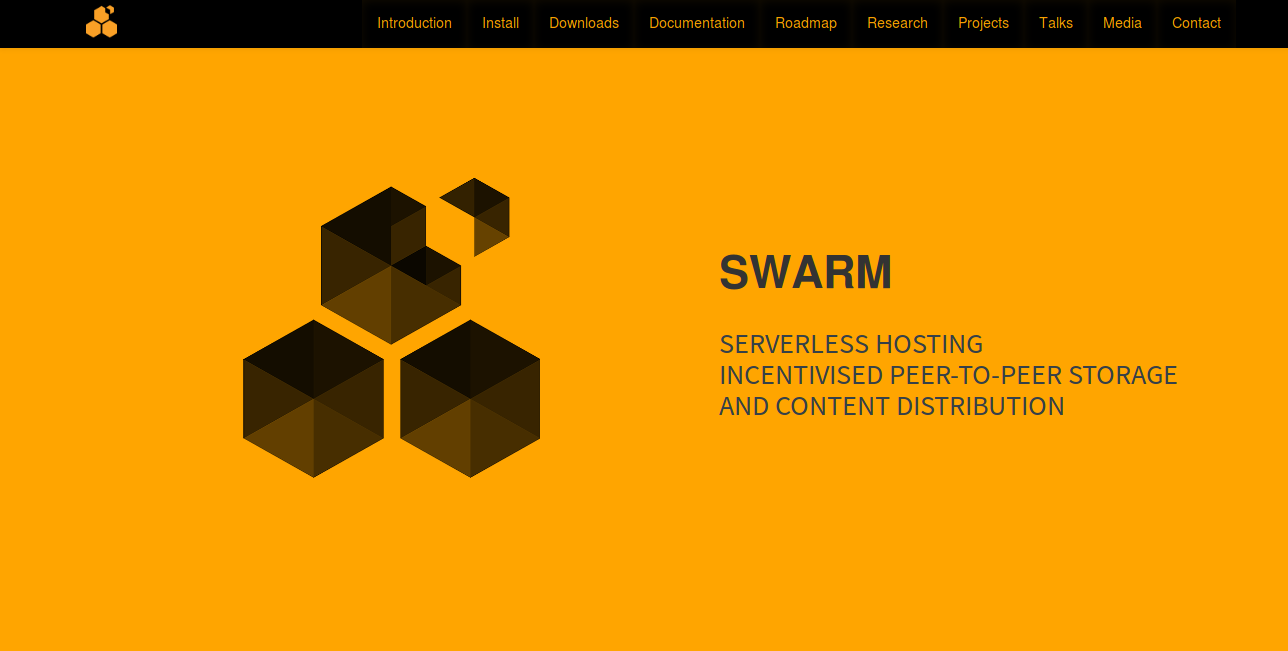 Introduction Install Downloads Documentation Roadmap Research Projects Talks Media Contact
SWARM
SERVERLESS HOSTING
INCENTIVISED PEER-TO-PEER STORAGE
AND CONTENT DISTRIBUTION